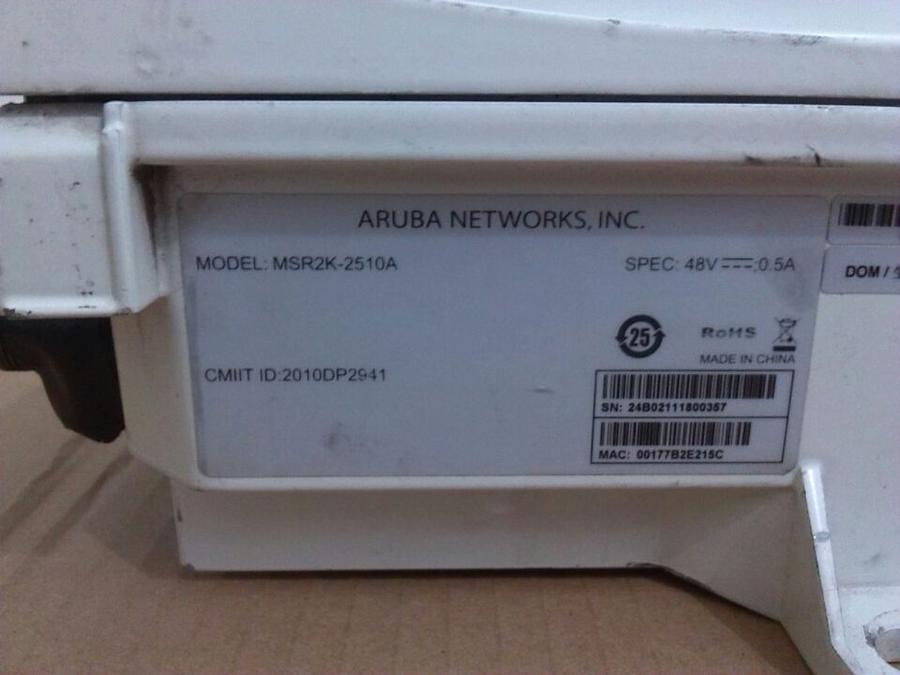 ARUBA NETWORKS, INC.
MODEL: MSR2K-2510A
SPEC: 48V ⎓;0.5A
25
RoHS
MADE IN CHINA
CMIIT ID:2010DP2941
SN: 24B02111800357
MAC: 00177B2E215C
DOM /